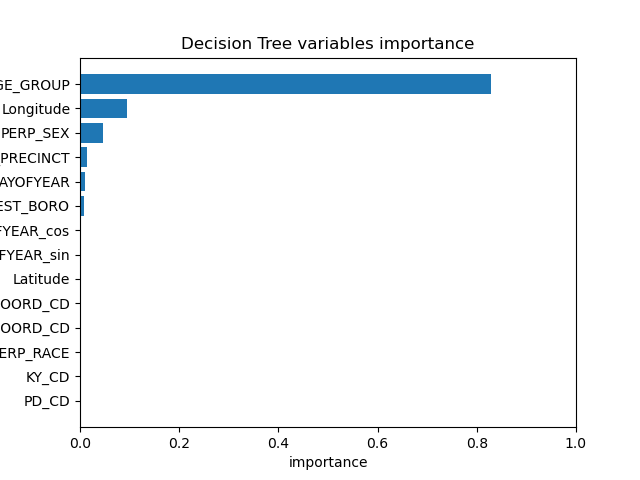 Decision Tree variables importance
GE_GROUP
Longitude
PERP_SEX
PRECINCT
AYOFYEAR
EST_BORO
FYEAR_cos
FYEAR_sin
Latitude
OORD_CD
OORD_CD
ERP_RACE
KY_CD
PD_CD
0.0 0.2 0.4 0.6 0.8 1.0
importance